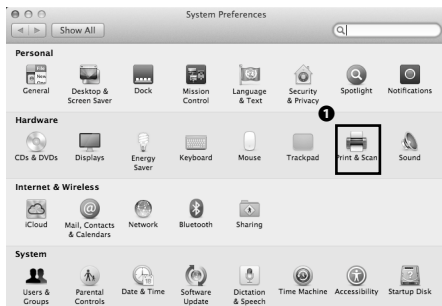 System Preferences
Show All
Personal
General
Desktop & Screen Saver
Dock
Mission Control
Language & Text
Security & Privacy
Spotlight
Notifications
1
Hardware
CDs & DVDs
Displays
Energy Saver
Keyboard
Mouse
Trackpad
Print & Scan
Sound
Internet & Wireless
iCloud
Mail, Contacts & Calendars
Network
Bluetooth
Sharing
System
Users & Groups
Parental Controls
Date & Time
Software Update
Dictation & Speech
Time Machine
Accessibility
Startup Disk